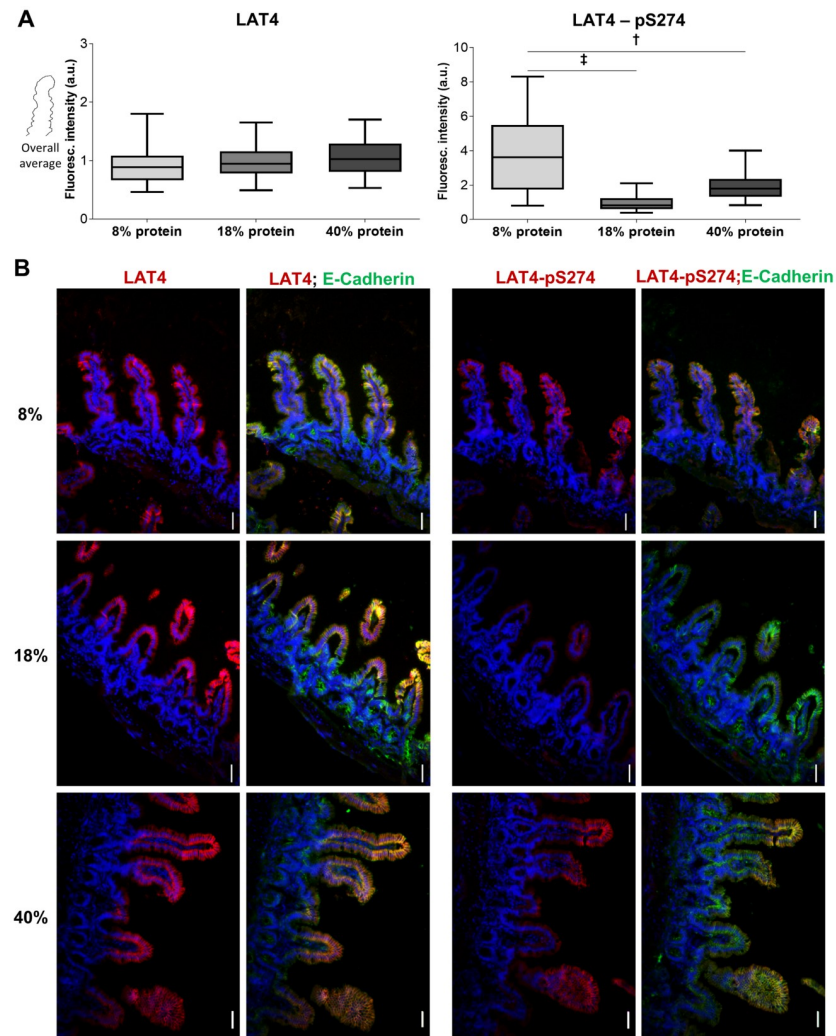 A
LAT4
LAT4 – pS274
Overall
average
Fluoresc. intensity (a.u.)
3
2
1
0
8% protein
18% protein
40% protein
Fluoresc. intensity (a.u.)
10
8
6
4
2
0
†
‡
8% protein
18% protein
40% protein
B
LAT4
LAT4; E-Cadherin
LAT4-pS274
LAT4-pS274;E-Cadherin
8%
18%
40%